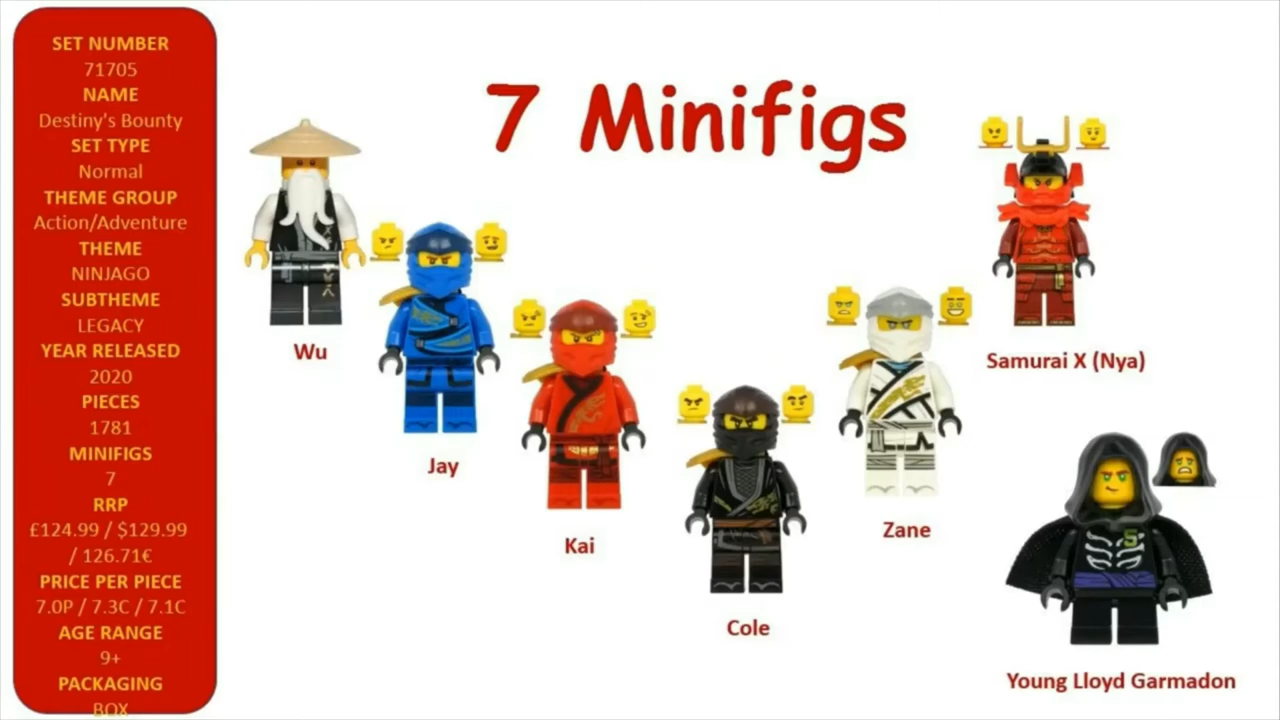 SET NUMBER
71705
NAME
Destiny's Bounty
SET TYPE
Normal
THEME GROUP
Action/Adventure
THEME
NINJAGO
SUBTHEME
LEGACY
YEAR RELEASED
2020
PIECES
1781
MINIFIGS
7
RRP
£124.99 / $129.99
/ 126.71€
PRICE PER PIECE
7.0P / 7.3C / 7.1C
AGE RANGE
9+
PACKAGING
BOX
7 Minifigs
Wu
Jay
Kai
Cole
Zane
Samurai X (Nya)
5
Young Lloyd Garmadon